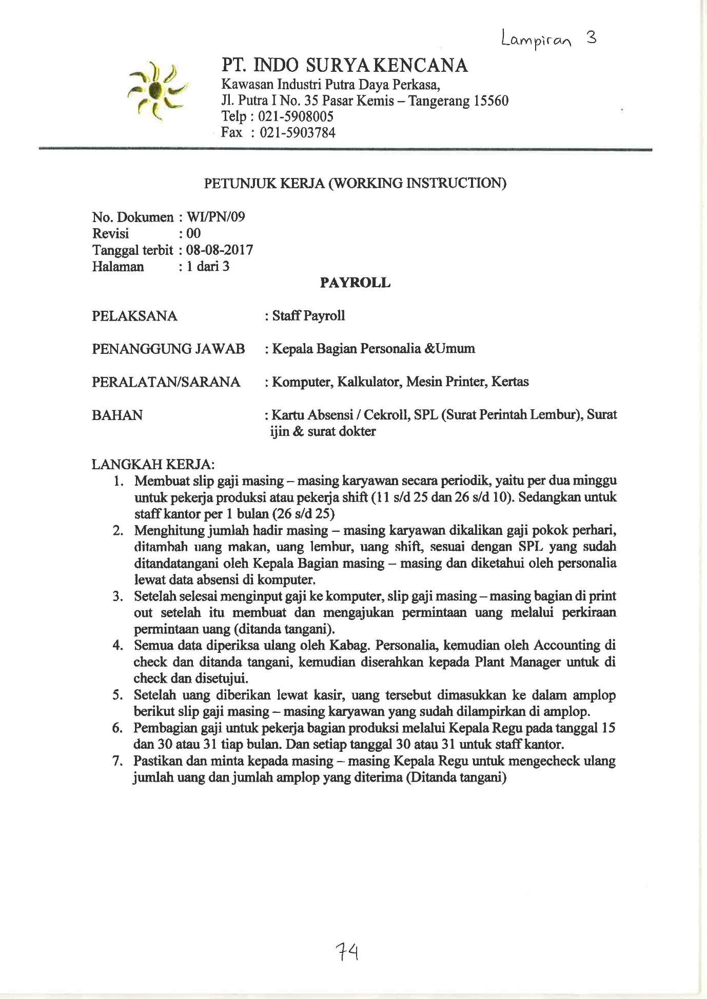 Lampiran 3
PT. INDO SURYA KENCANA
Kawasan Industri Putra Daya Perkasa,
Jl. Putra I No. 35 Pasar Kemis – Tangerang 15560
Telp : 021-5908005
Fax : 021-5903784
PETUNJUK KERJA (WORKING INSTRUCTION)
No. Dokumen : WI/PN/09
Revisi : 00
Tanggal terbit : 08-08-2017
Halaman : 1 dari 3
PAYROLL
PELAKSANA : Staff Payroll
PENANGGUNG JAWAB : Kepala Bagian Personalia &Umum
PERALATAN/SARANA : Komputer, Kalkulator, Mesin Printer, Kertas
BAHAN : Kartu Absensi / Cekroll, SPL (Surat Perintah Lembur), Surat
ijin & surat dokter
LANGKAH KERJA:
1. Membuat slip gaji masing – masing karyawan secara periodik, yaitu per dua minggu
untuk pekerja produksi atau pekerja shift (11 s/d 25 dan 26 s/d 10). Sedangkan untuk
staff kantor per 1 bulan (26 s/d 25)
2. Menghitung jumlah hadir masing – masing karyawan dikalikan gaji pokok perhari,
ditambah uang makan, uang lembur, uang shift, sesuai dengan SPL yang sudah
ditandatangani oleh Kepala Bagian masing – masing dan diketahui oleh personalia
lewat data absensi di komputer.
3. Setelah selesai menginput gaji ke komputer, slip gaji masing – masing bagian di print
out setelah itu membuat dan mengajukan permintaan uang melalui perkiraan
permintaan uang (ditanda tangani).
4. Semua data diperiksa ulang oleh Kabag. Personalia, kemudian oleh Accounting di
check dan ditanda tangani, kemudian diserahkan kepada Plant Manager untuk di
check dan disetujui.
5. Setelah uang diberikan lewat kasir, uang tersebut dimasukkan ke dalam amplop
berikut slip gaji masing – masing karyawan yang sudah dilampirkan di amplop.
6. Pembagian gaji untuk pekerja bagian produksi melalui Kepala Regu pada tanggal 15
dan 30 atau 31 tiap bulan. Dan setiap tanggal 30 atau 31 untuk staff kantor.
7. Pastikan dan minta kepada masing – masing Kepala Regu untuk mengecheck ulang
jumlah uang dan jumlah amplop yang diterima (Ditanda tangani)
74